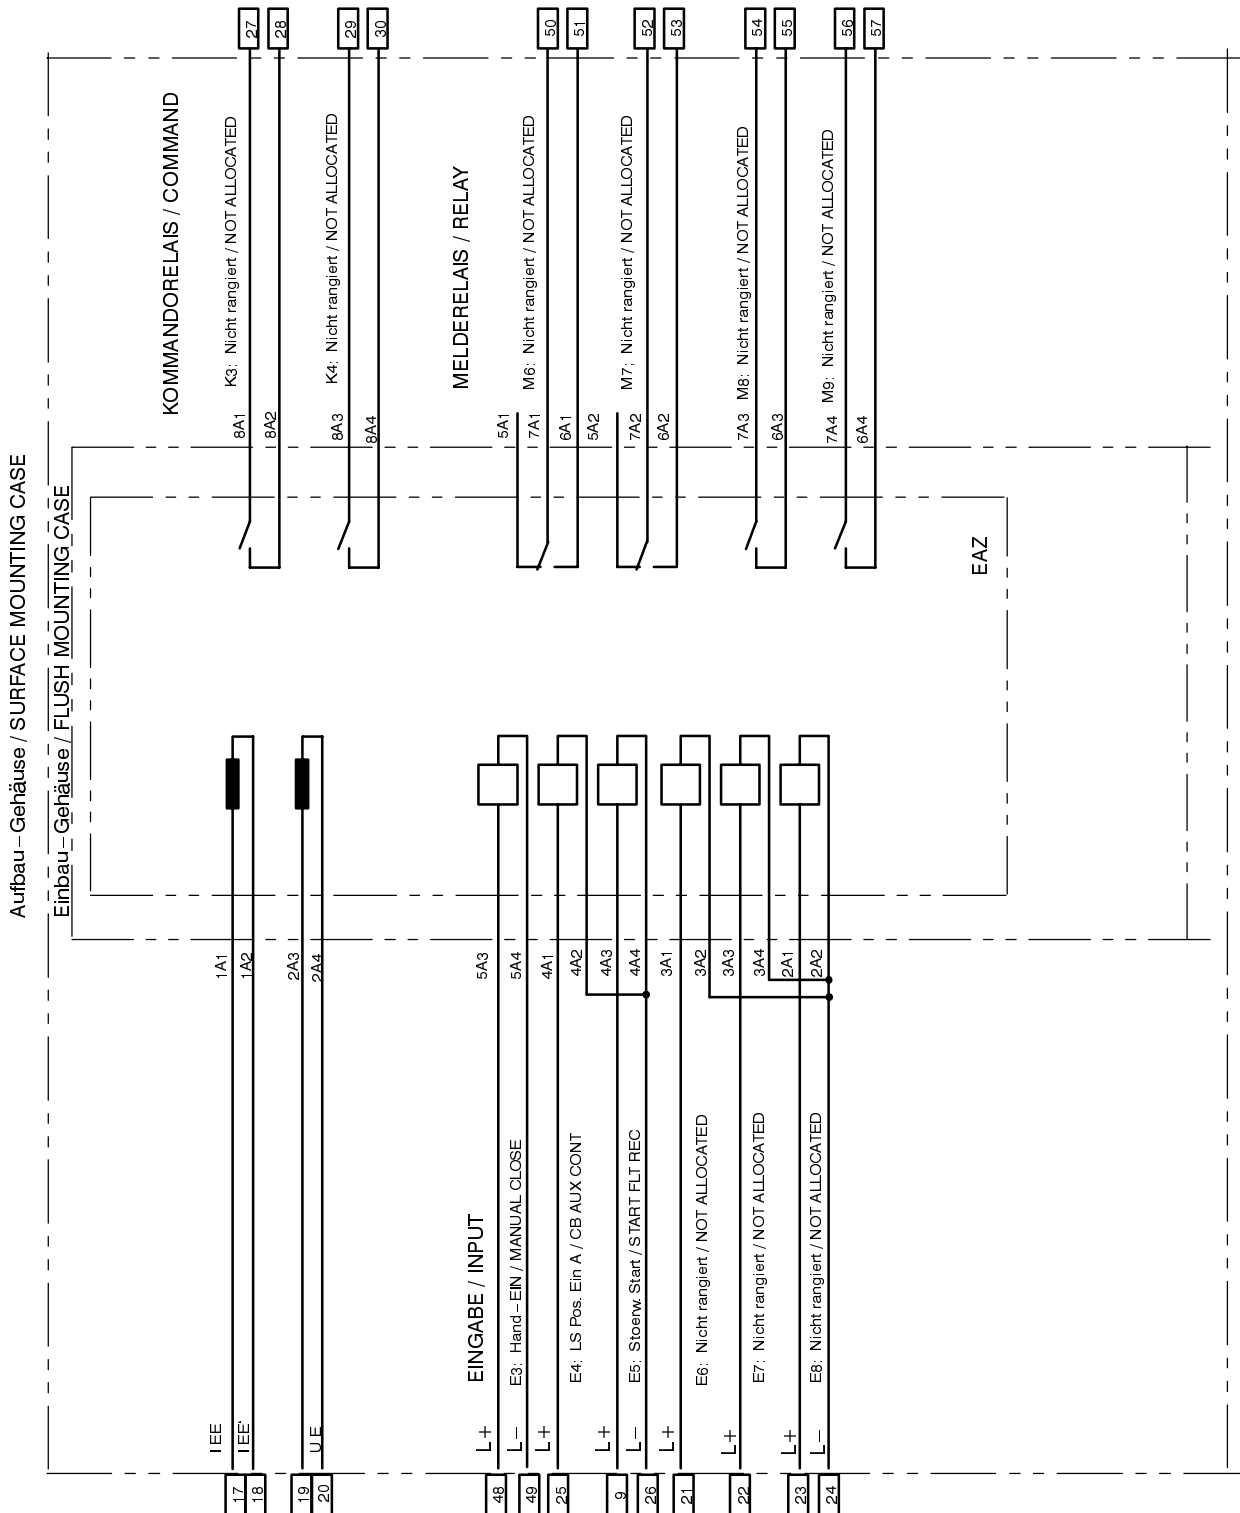 Aufbau-Gehäuse / SURFACE MOUNTING CASE
Einbau-Gehäuse / FLUSH MOUNTING CASE
KOMMANDORELAIS / COMMAND
K3: Nicht rangiert / NOT ALLOCATED
27
28
8A1
8A2
K4: Nicht rangiert / NOT ALLOCATED
29
30
8A3
8A4
MELDERELAIS / RELAY
M6: Nicht rangiert / NOT ALLOCATED
50
51
5A1
7A1
6A1
M7; Nicht rangiert / NOT ALLOCATED
52
53
5A2
7A2
6A2
M8: Nicht rangiert / NOT ALLOCATED
54
55
7A3
6A3
M9: Nicht rangiert / NOT ALLOCATED
56
57
7A4
6A4
EAZ
1A1
1A2
2A3
2A4
5A3
5A4
4A1
4A2
4A3
4A4
3A1
3A2
3A3
3A4
2A1
2A2
EINGABE / INPUT
E3: Hand-EIN / MANUAL CLOSE
E4: LS Pos. Ein A / CB AUX CONT
E5: Stoerw. Start / START FLT REC
E6: Nicht rangiert / NOT ALLOCATED
E7: Nicht rangiert / NOT ALLOCATED
E8: Nicht rangiert / NOT ALLOCATED
IEE
IEE'
UE
L+
L-
L+
L+
L-
L+
L+
L+
L-
17
18
19
20
48
49
25
9
26
21
22
23
24